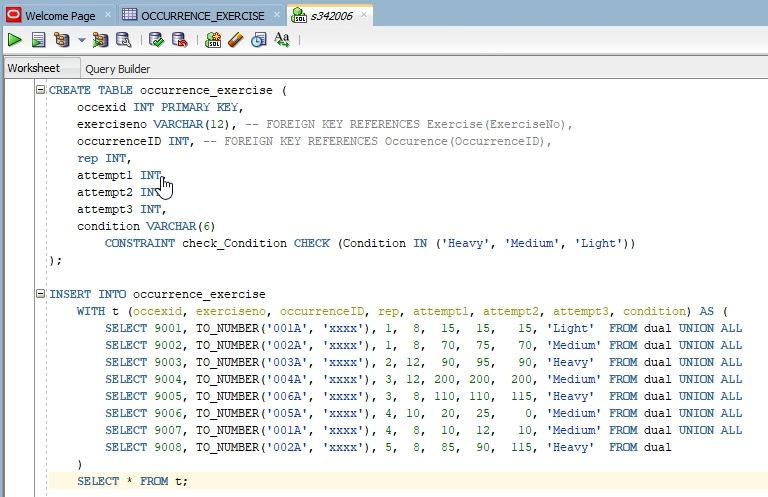 Welcome Page OCCURRENCE_EXERCISE s342006
SQL Aa
Worksheet Query Builder
CREATE TABLE occurrence_exercise (
occexid INT PRIMARY KEY,
exerciseno VARCHAR(12), -- FOREIGN KEY REFERENCES Exercise(ExerciseNo),
occurrenceID INT, -- FOREIGN KEY REFERENCES Occurence(OccurrenceID),
rep INT,
attempt1 INT,
attempt2 INT,
attempt3 INT,
condition VARCHAR(6)
CONSTRAINT check_Condition CHECK (Condition IN ('Heavy', 'Medium', 'Light'))
);
INSERT INTO occurrence_exercise
WITH t (occexid, exerciseno, occurrenceID, rep, attempt1, attempt2, attempt3, condition) AS (
SELECT 9001, TO_NUMBER('001A', 'xxxx'), 1, 8, 15, 15, 15, 'Light' FROM dual UNION ALL
SELECT 9002, TO_NUMBER('002A', 'xxxx'), 1, 8, 70, 75, 70, 'Medium' FROM dual UNION ALL
SELECT 9003, TO_NUMBER('003A', 'xxxx'), 2, 12, 90, 95, 90, 'Heavy' FROM dual UNION ALL
SELECT 9004, TO_NUMBER('004A', 'xxxx'), 3, 12, 200, 200, 200, 'Medium' FROM dual UNION ALL
SELECT 9005, TO_NUMBER('006A', 'xxxx'), 3, 8, 110, 110, 115, 'Heavy' FROM dual UNION ALL
SELECT 9006, TO_NUMBER('005A', 'xxxx'), 4, 10, 20, 25, 0, 'Medium' FROM dual UNION ALL
SELECT 9007, TO_NUMBER('001A', 'xxxx'), 4, 8, 10, 12, 10, 'Medium' FROM dual UNION ALL
SELECT 9008, TO_NUMBER('002A', 'xxxx'), 5, 8, 85, 90, 115, 'Heavy' FROM dual
)
SELECT * FROM t;